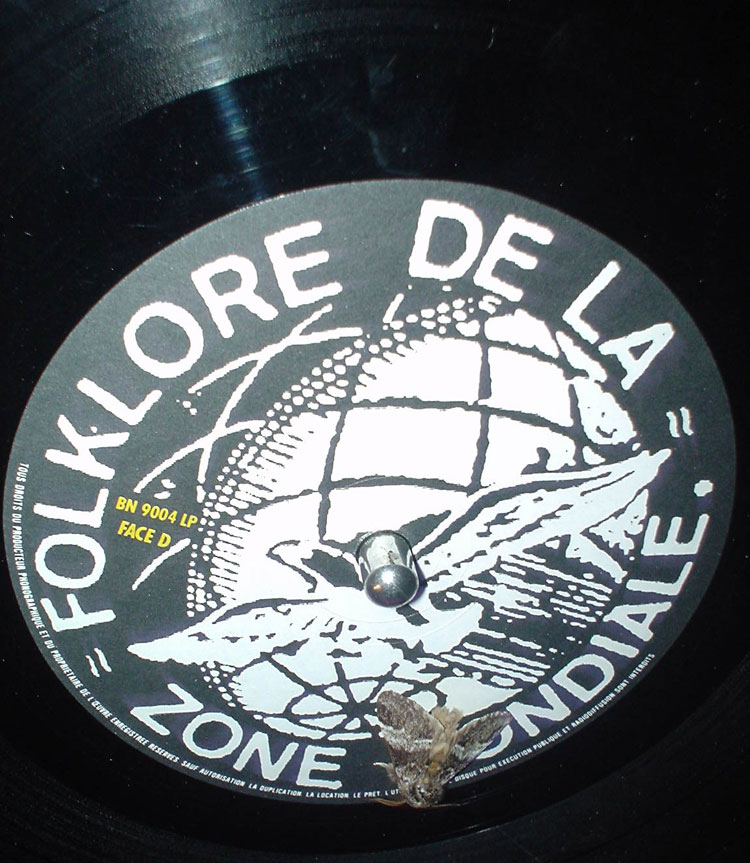 FOLKLORE DE LA
BN 9004 LP
FACE D
= ZONE ONDIALE. =
TOUS DROITS DU PRODUCTEUR PHONOGRAPHIQUE ET DU PROPRIETAIRE DE L'ŒUVRE ENREGISTREE RESERVES. SAUF AUTORISATION LA DUPLICATION, LA LOCATION, LE PRET, L'UT DISQUE POUR EXECUTION PUBLIQUE ET RADIODIFFUSION SONT INTERDITS